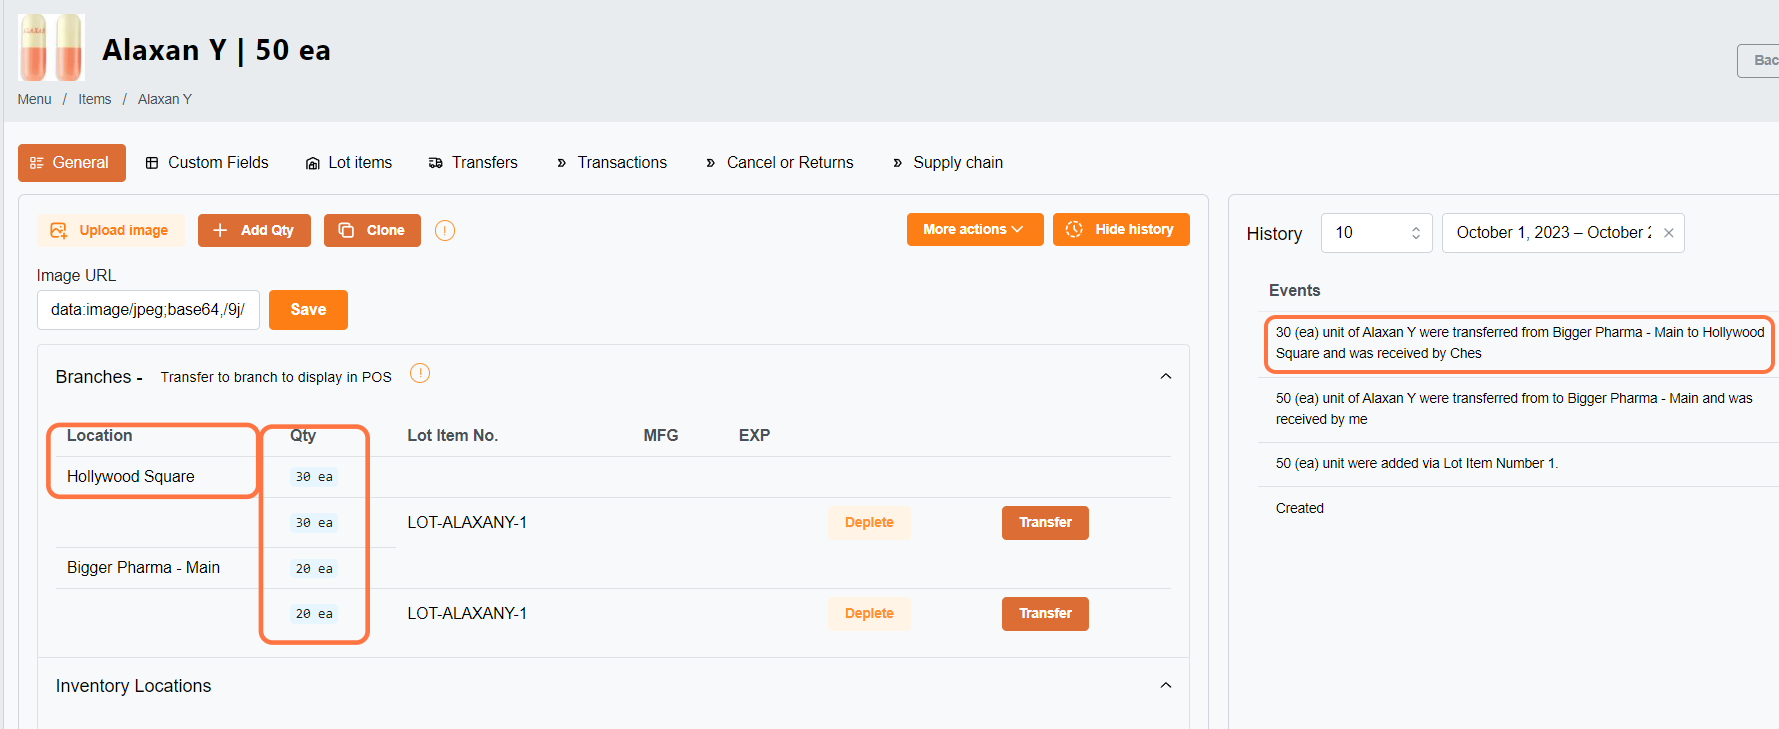 Alaxan Y | 50 ea
Bac
Menu / Items / Alaxan Y
General Custom Fields Lot items Transfers Transactions Cancel or Returns Supply chain
Upload image Add Qty Clone More actions Hide history
Image URL
data:image/jpeg;base64,/9j/ Save
Branches - Transfer to branch to display in POS
Location Qty Lot Item No. MFG EXP
Hollywood Square 30 ea
30 ea LOT-ALAXANY-1 Deplete Transfer
Bigger Pharma - Main 20 ea
20 ea LOT-ALAXANY-1 Deplete Transfer
Inventory Locations
History 10 October 1, 2023 – October 2
Events
30 (ea) unit of Alaxan Y were transferred from Bigger Pharma - Main to Hollywood
Square and was received by Ches
50 (ea) unit of Alaxan Y were transferred from to Bigger Pharma - Main and was
received by me
50 (ea) unit were added via Lot Item Number 1.
Created